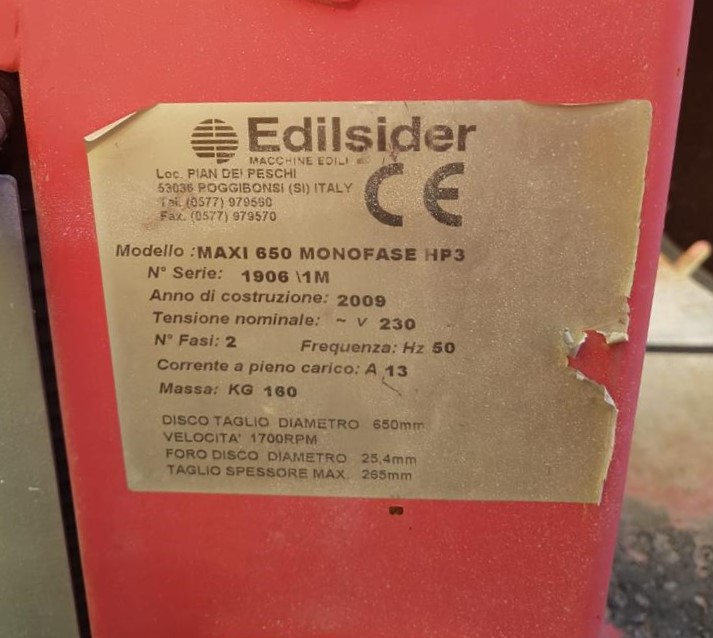 Edilsider
MACCHINE EDILI
Loc. PIAN DEI PESCHI
53036 POGGIBONSI (SI) ITALY
Tel. (0577) 979590
Fax. (0577) 979570
CE
Modello :MAXI 650 MONOFASE HP3
N° Serie: 1906 \1M
Anno di costruzione: 2009
Tensione nominale: ~ V 230
N° Fasi: 2 Frequenza: Hz 50
Corrente a pieno carico: A 13
Massa: KG 160
DISCO TAGLIO DIAMETRO 650mm
VELOCITA' 1700RPM
FORO DISCO DIAMETRO 25,4mm
TAGLIO SPESSORE MAX. 265mm